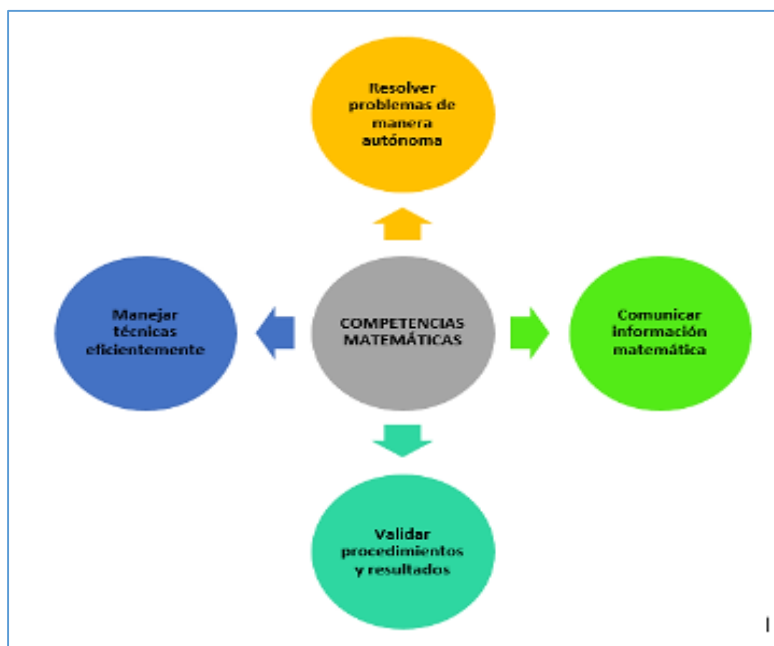 Resolver
problemas de
manera
autónoma
Manejar
técnicas
eficientemente
COMPETENCIAS
MATEMÁTICAS
Comunicar
información
matemática
Validar
procedimientos
y resultados